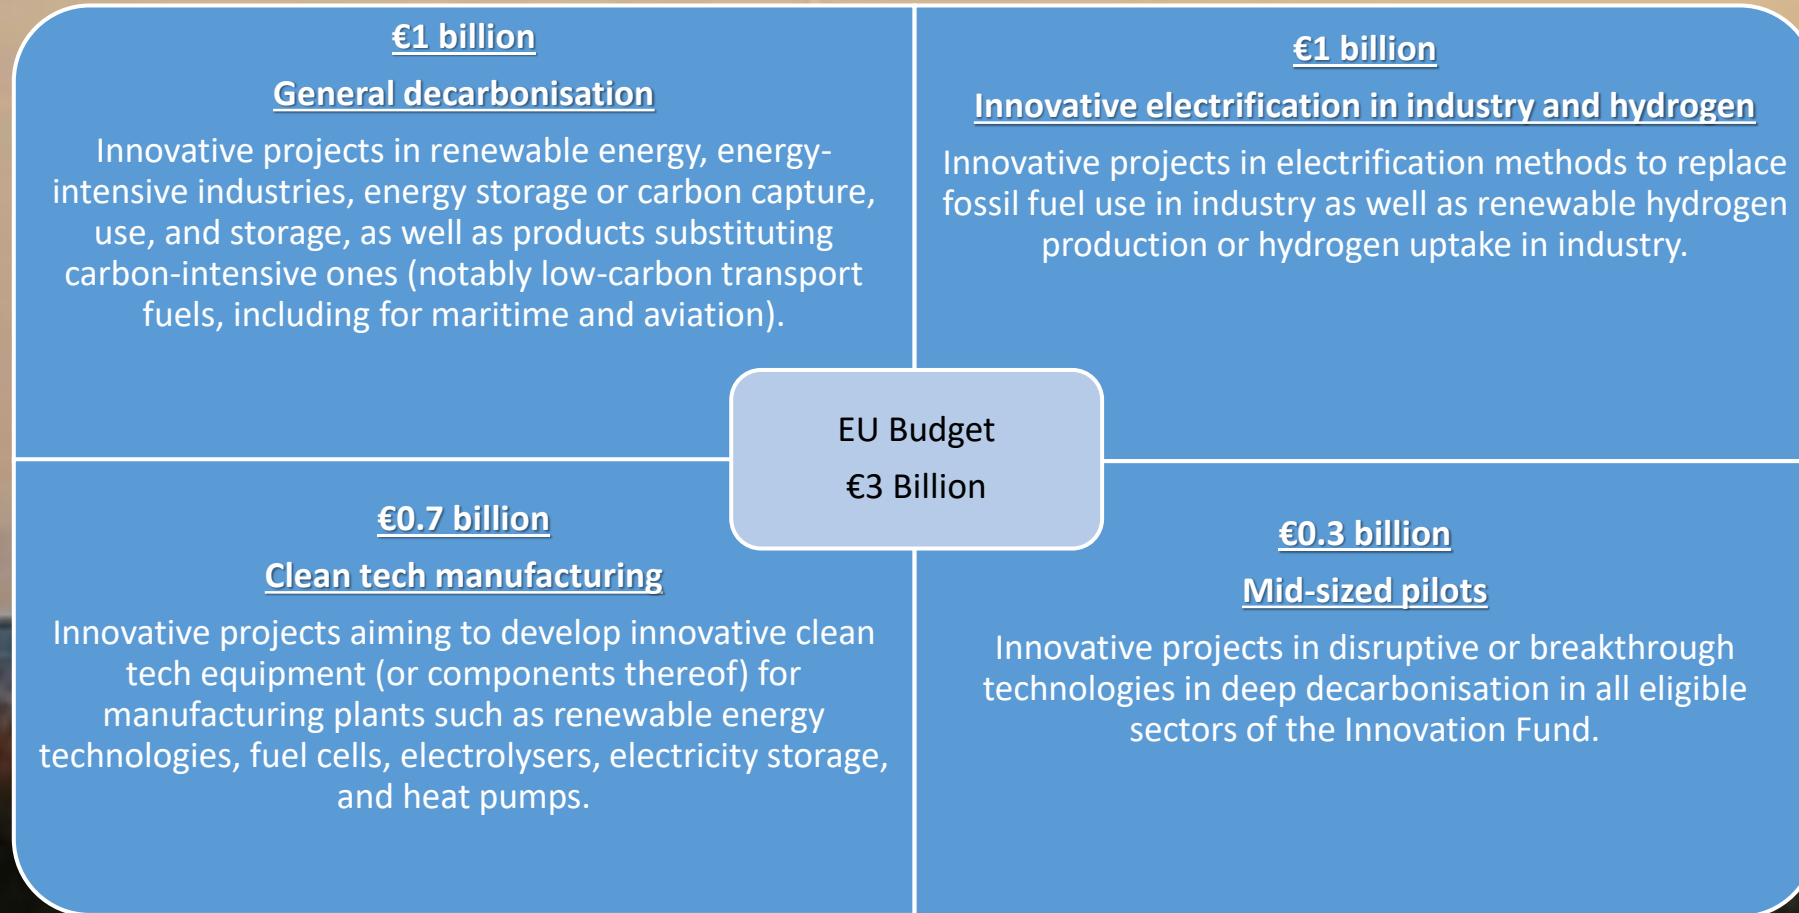 €1 billion
General decarbonisation
Innovative projects in renewable energy, energy-
intensive industries, energy storage or carbon capture,
use, and storage, as well as products substituting
carbon-intensive ones (notably low-carbon transport
fuels, including for maritime and aviation).
€1 billion
Innovative electrification in industry and hydrogen
Innovative projects in electrification methods to replace
fossil fuel use in industry as well as renewable hydrogen
production or hydrogen uptake in industry.
EU Budget
€3 Billion
€0.7 billion
Clean tech manufacturing
Innovative projects aiming to develop innovative clean
tech equipment (or components thereof) for
manufacturing plants such as renewable energy
technologies, fuel cells, electrolysers, electricity storage,
and heat pumps.
€0.3 billion
Mid-sized pilots
Innovative projects in disruptive or breakthrough
technologies in deep decarbonisation in all eligible
sectors of the Innovation Fund.